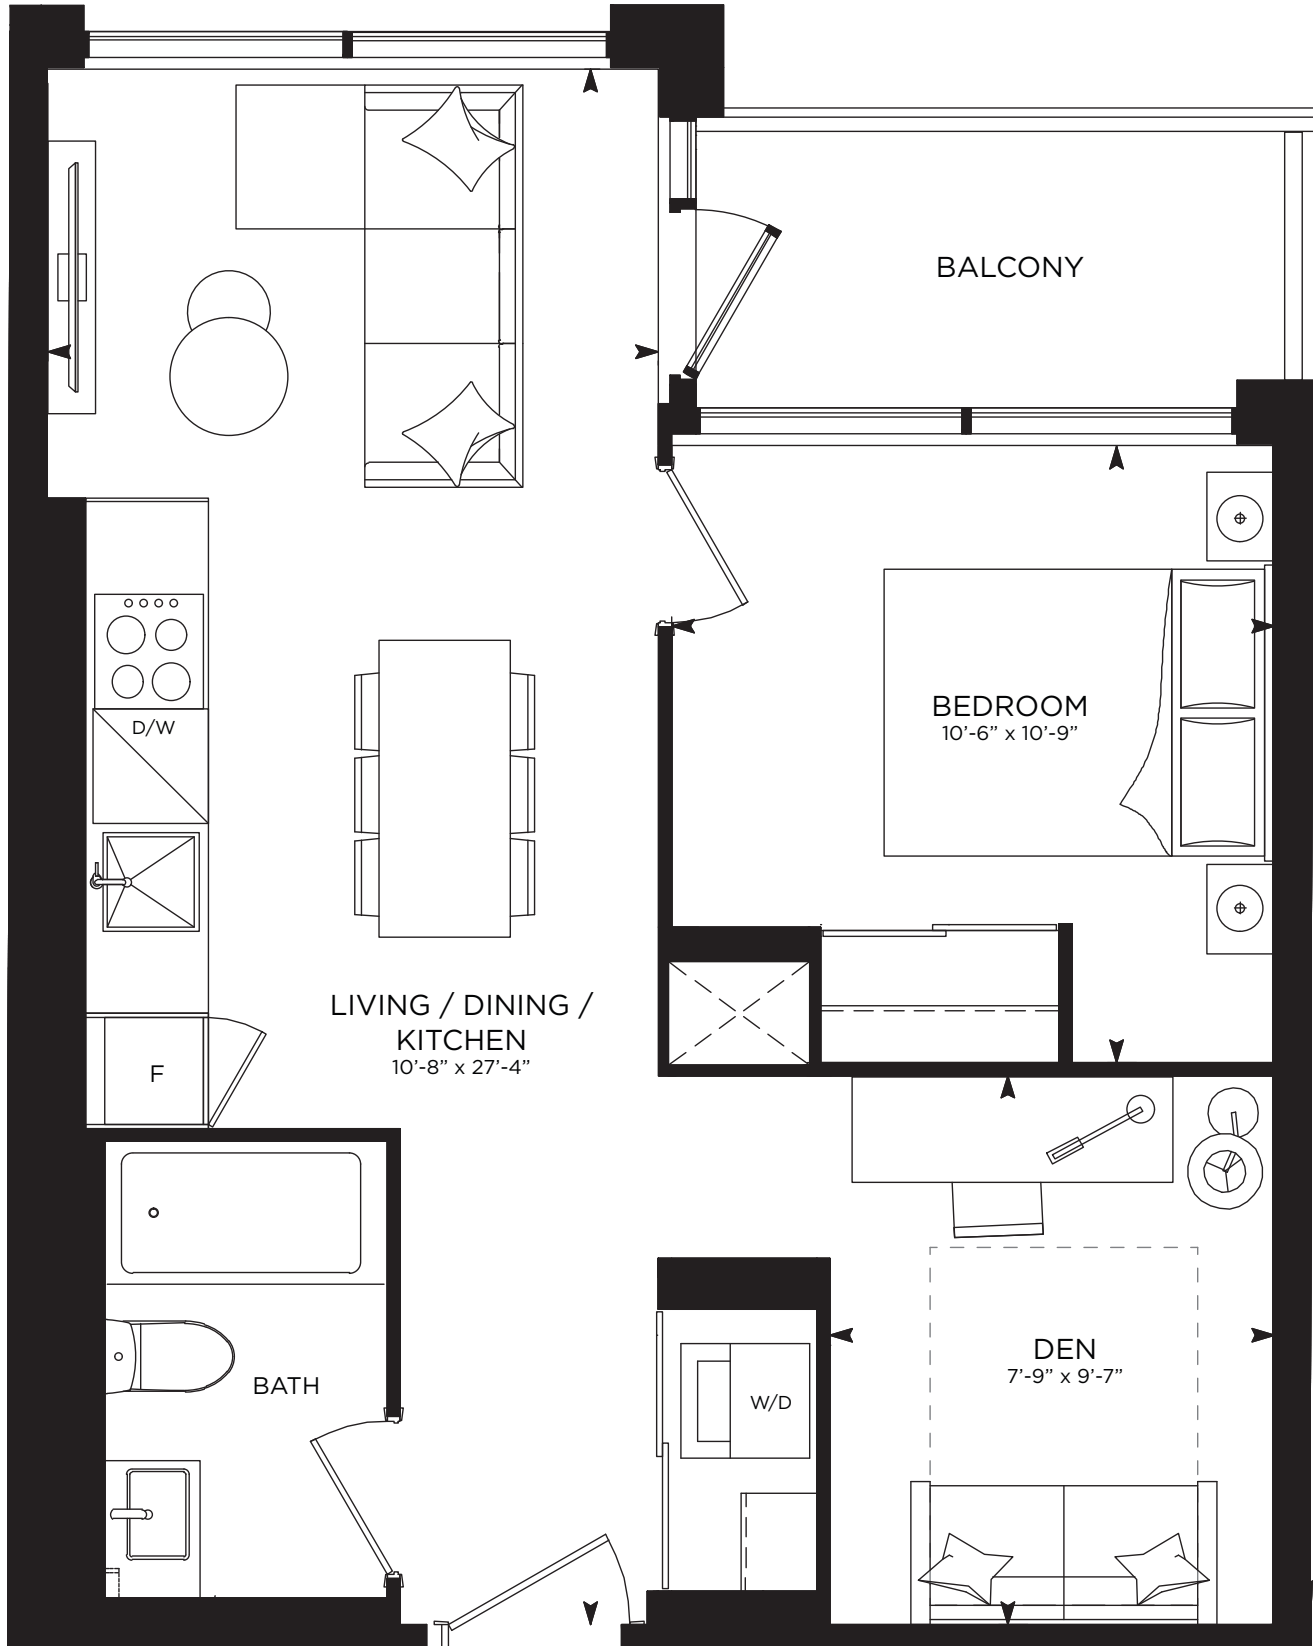 BALCONY
BEDROOM
10’-6” x 10’-9”
D/W
LIVING / DINING /
KITCHEN
10’-8” x 27’-4”
F
DEN
7’-9” x 9’-7”
BATH
W/D